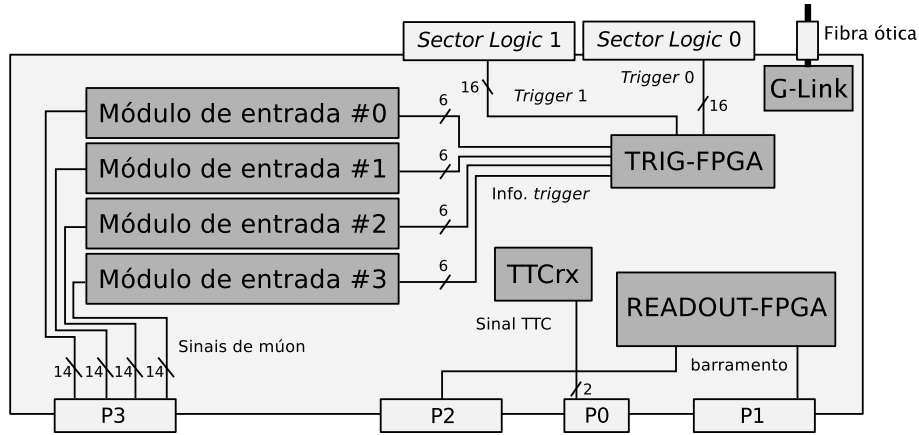 Sector Logic 1
Sector Logic 0
Fibra ótica
Trigger 0
16
Trigger 1
16
G-Link
Módulo de entrada #0
6
Módulo de entrada #1
6
TRIG-FPGA
Info. trigger
Módulo de entrada #2
6
Módulo de entrada #3
6
TTCrx
READOUT-FPGA
Sinal TTC
Sinais de múon
barramento
14
14
14
14
2
P3
P2
P0
P1